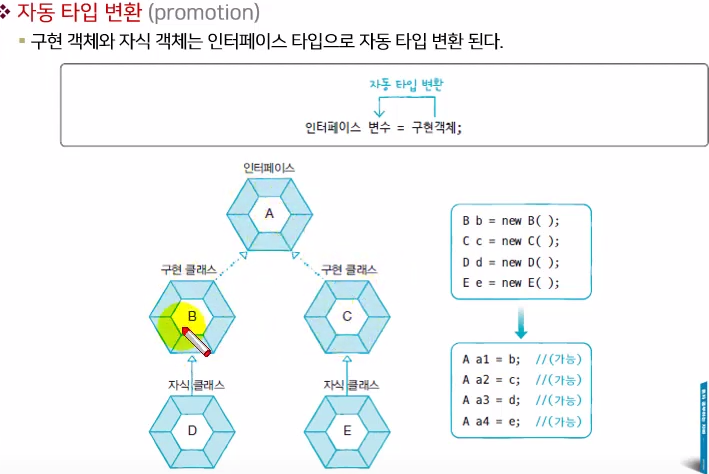 자동 타입 변환 (promotion)
구현 객체와 자식 객체는 인터페이스 타입으로 자동 타입 변환 된다.
자동 타입 변환
인터페이스 변수 = 구현객체;
인터페이스
A
구현 클래스
구현 클래스
B
C
자식 클래스
자식 클래스
D
E
B b = new B( );
C c = new C( );
D d = new D( );
E e = new E( );
A a1 = b; //(가능)
A a2 = c; //(가능)
A a3 = d; //(가능)
A a4 = e; //(가능)